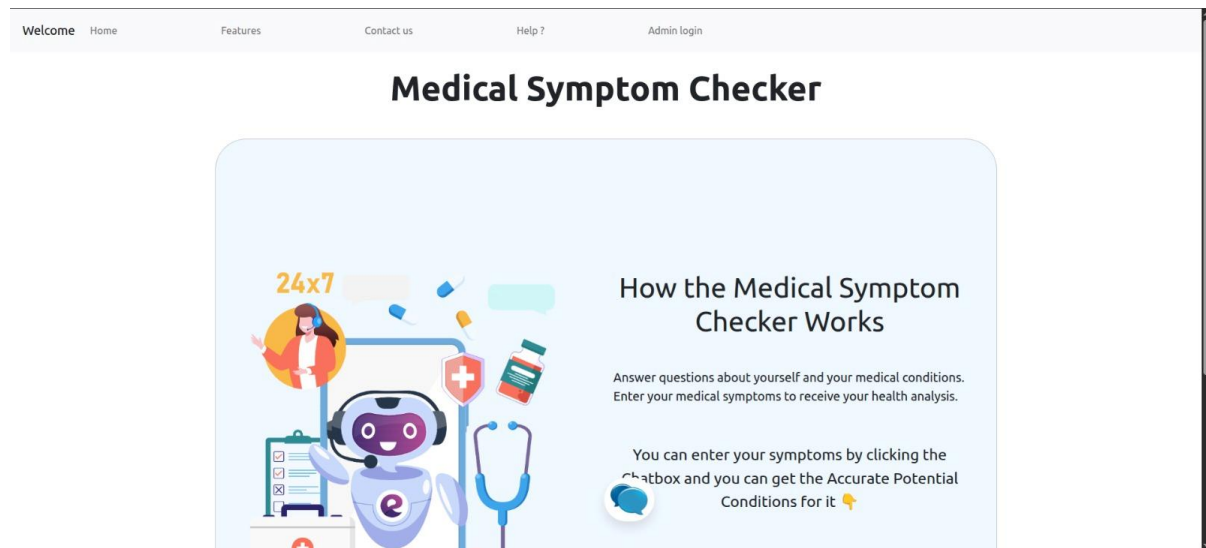 Welcome Home Features Contact us Help ? Admin login
Medical Symptom Checker
24x7
How the Medical Symptom
Checker Works
Answer questions about yourself and your medical conditions.
Enter your medical symptoms to receive your health analysis.
You can enter your symptoms by clicking the
Chatbox and you can get the Accurate Potential
Conditions for it 👇
e